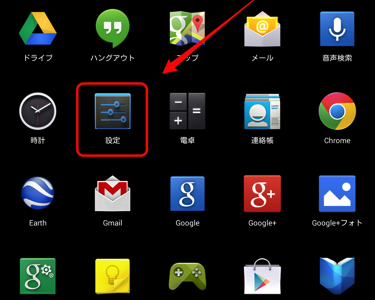 ドライブ
ハングアウト
マップ
メール
音声検索
時計
設定
電卓
連絡帳
Chrome
Earth
Gmail
Google
Google+
Google+フォト